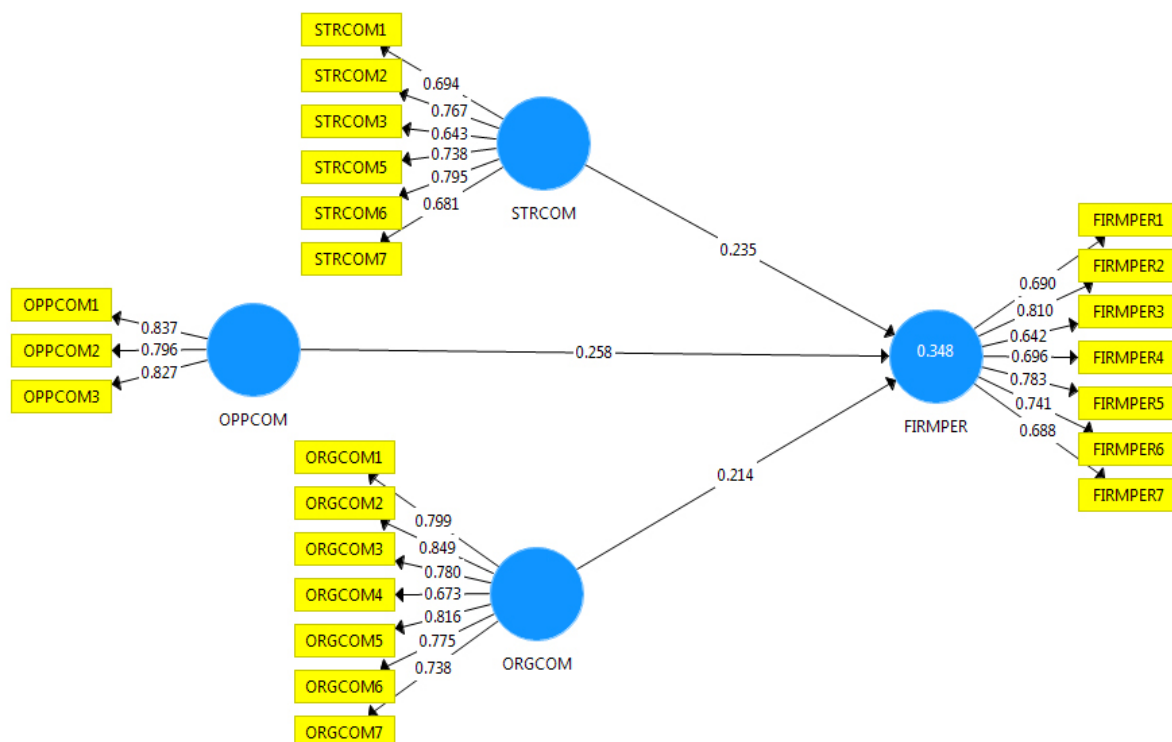 STRCOM1
STRCOM2
STRCOM3
STRCOM5
STRCOM6
STRCOM7
0.694
0.767
0.643
0.738
0.795
0.681
STRCOM
0.235
OPPCOM1
OPPCOM2
OPPCOM3
0.837
0.796
0.827
OPPCOM
0.258
ORGCOM1
ORGCOM2
ORGCOM3
ORGCOM4
ORGCOM5
ORGCOM6
ORGCOM7
0.799
0.849
0.780
0.673
0.816
0.775
0.738
ORGCOM
0.214
0.348
FIRMPER
0.690
0.810
0.642
0.696
0.783
0.741
0.688
FIRMPER1
FIRMPER2
FIRMPER3
FIRMPER4
FIRMPER5
FIRMPER6
FIRMPER7